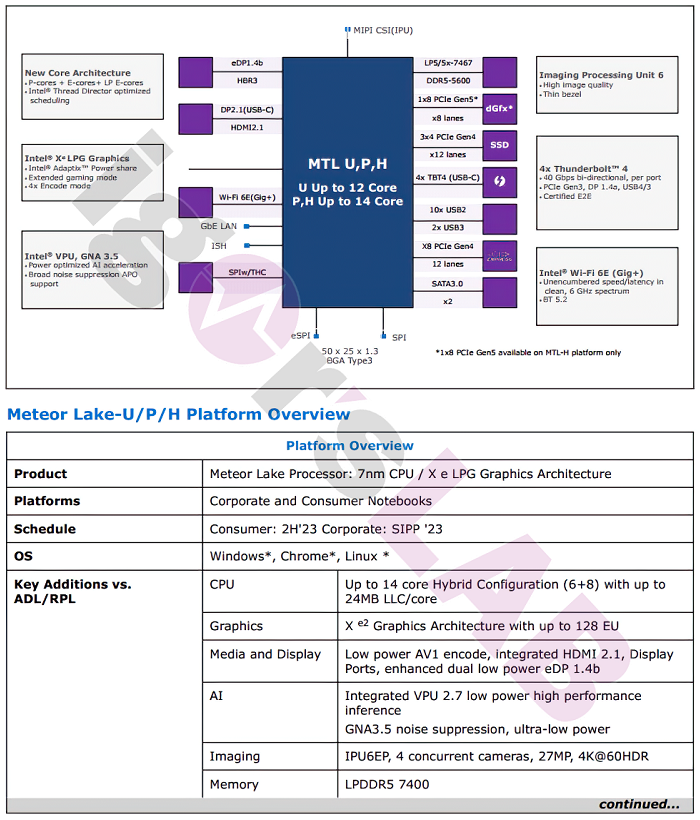 MIPI CSI(IPU)
New Core Architecture
• P-cores + E-cores+ LP E-cores
• Intel® Thread Director optimized
scheduling
Intel® Xᵉ LPG Graphics
• Intel® Adaptix™ Power share
• Extended gaming mode
• 4x Encode mode
Intel® VPU, GNA 3.5
• Power optimized AI acceleration
• Broad noise suppression APO
support
eDP1.4b
HBR3
DP2.1(USB-C)
HDMI2.1
Wi-Fi 6E(Gig+)
GbE LAN
ISH
SPIw/THC
MTL U,P,H
U Up to 12 Core
P,H Up to 14 Core
LP5/5x-7467
DDR5-5600
1x8 PCIe Gen5*
x8 lanes
dGfx*
3x4 PCIe Gen4
x12 lanes
SSD
4x TBT4 (USB-C)
10x USB2
2x USB3
X8 PCIe Gen4
12 lanes
SATA3.0
x2
Imaging Processing Unit 6
• High image quality
• Thin bezel
4x Thunderbolt™ 4
• 40 Gbps bi-directional, per port
• PCIe Gen3, DP 1.4a, USB4/3
• Certified E2E
Intel® Wi-Fi 6E (Gig+)
• Unencumbered speed/latency in
clean, 6 GHz spectrum
• BT 5.2
eSPI
SPI
50 x 25 x 1.3
BGA Type3
*1x8 PCIe Gen5 available on MTL-H platform only
igor'sLAB
Meteor Lake-U/P/H Platform Overview
Platform Overview
Product Meteor Lake Processor: 7nm CPU / X e LPG Graphics Architecture
Platforms Corporate and Consumer Notebooks
Schedule Consumer: 2H'23 Corporate: SIPP '23
OS Windows*, Chrome*, Linux *
Key Additions vs.
ADL/RPL
CPU Up to 14 core Hybrid Configuration (6+8) with up to
24MB LLC/core
Graphics X e2 Graphics Architecture with up to 128 EU
Media and Display Low power AV1 encode, integrated HDMI 2.1, Display
Ports, enhanced dual low power eDP 1.4b
AI Integrated VPU 2.7 low power high performance
inference
GNA3.5 noise suppression, ultra-low power
Imaging IPU6EP, 4 concurrent cameras, 27MP, 4K@60HDR
Memory LPDDR5 7400
continued...